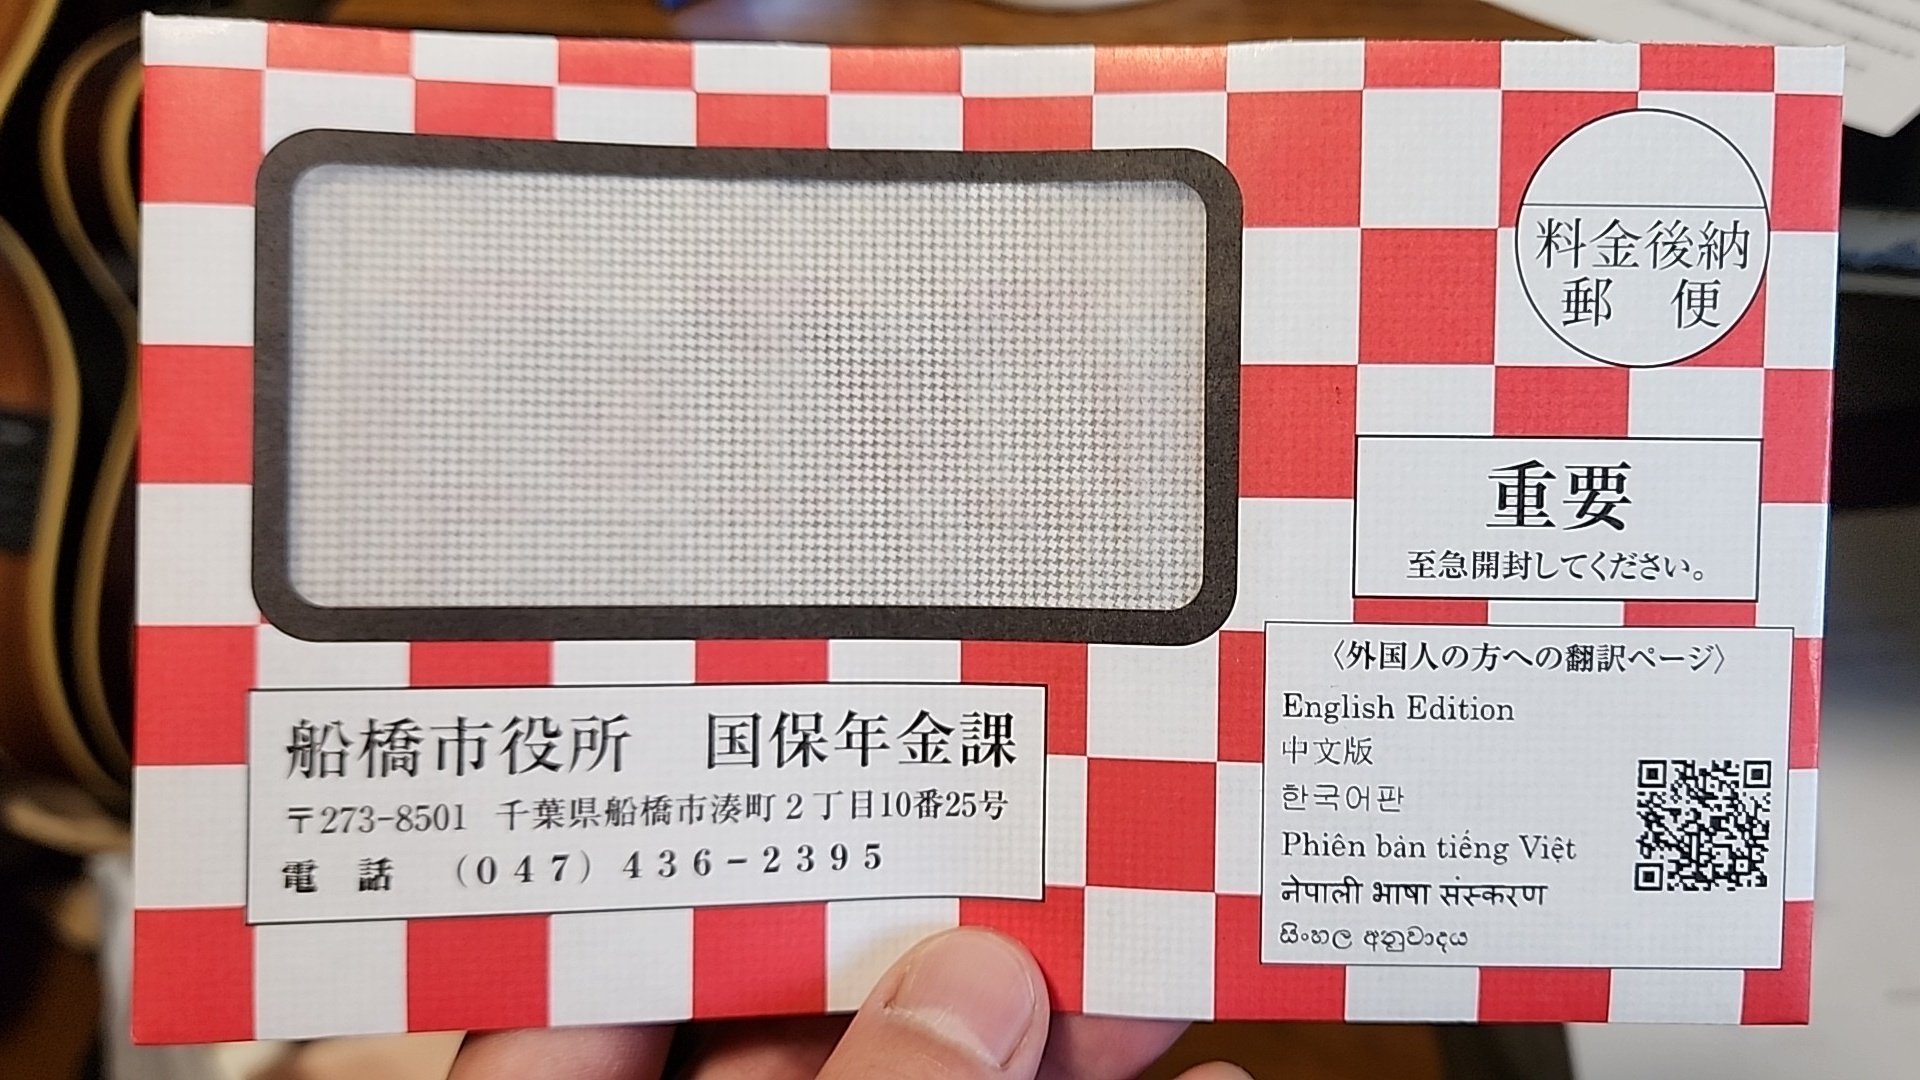 料金後納
郵 便
重要
至急開封してください。
船橋市役所 国保年金課
〒273-8501 千葉県船橋市湊町2丁目10番25号
電 話 (047)436-2395
〈外国人の方への翻訳ページ〉
English Edition
中文版
한국어판
Phiên bản tiếng Việt
नेपाली भाषा संस्करण
සිංහල අනුවාදය